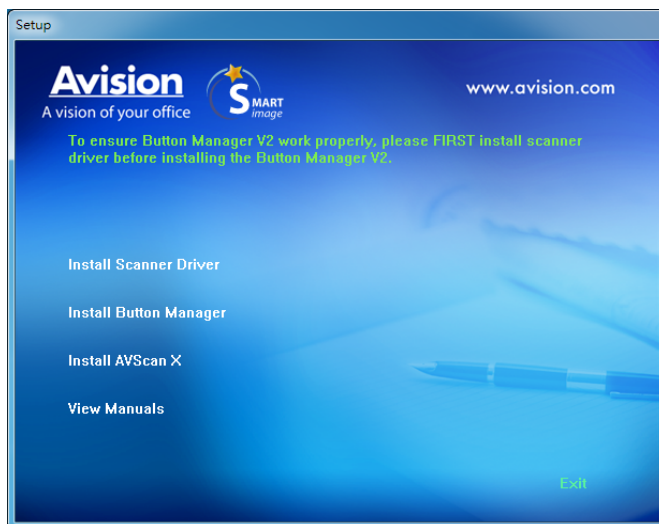 Setup
Avision
A vision of your office
SMART
image
www.avision.com
To ensure Button Manager V2 work properly, please FIRST install scanner
driver before installing the Button Manager V2.
Install Scanner Driver
Install Button Manager
Install AVScan X
View Manuals
Exit